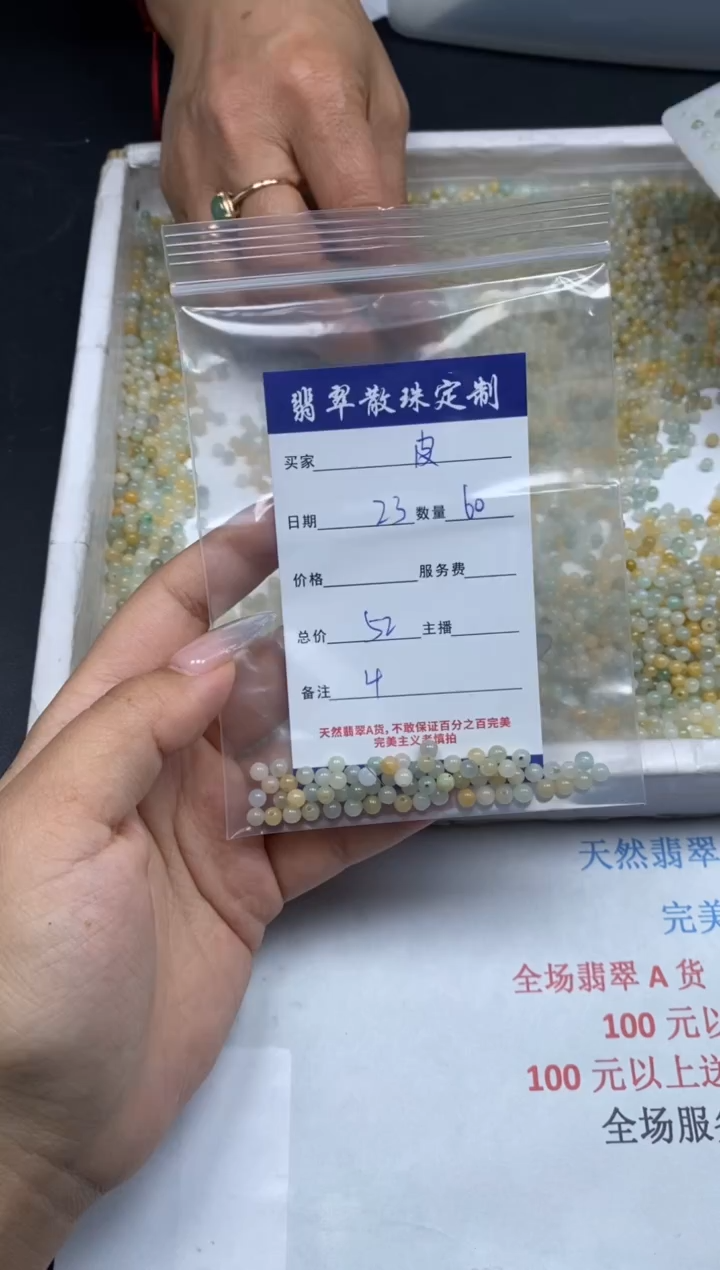 翡翠散珠定制
买家 皮
日期 23 数量 60
价格 服务费
总价 52 主播
备注 4
天然翡翠A货,不敢保证百分之百完美
完美主义者慎拍
天然翡翠
完美
全场翡翠 A 货
100 元以
100 元以上送
全场服务